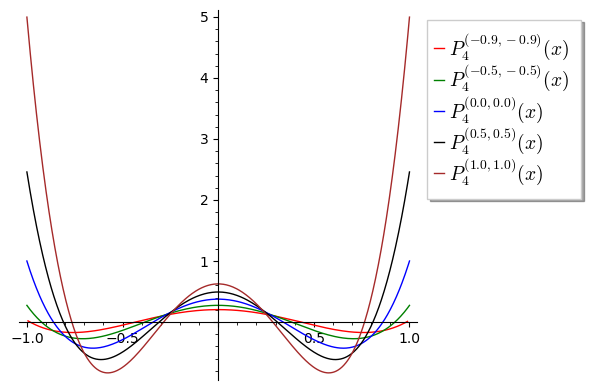 5
4
3
2
1
−1.0 −0.5 0.5 1.0
P_4^{(−0.9,−0.9)}(x)
P_4^{(−0.5,−0.5)}(x)
P_4^{(0.0,0.0)}(x)
P_4^{(0.5,0.5)}(x)
P_4^{(1.0,1.0)}(x)